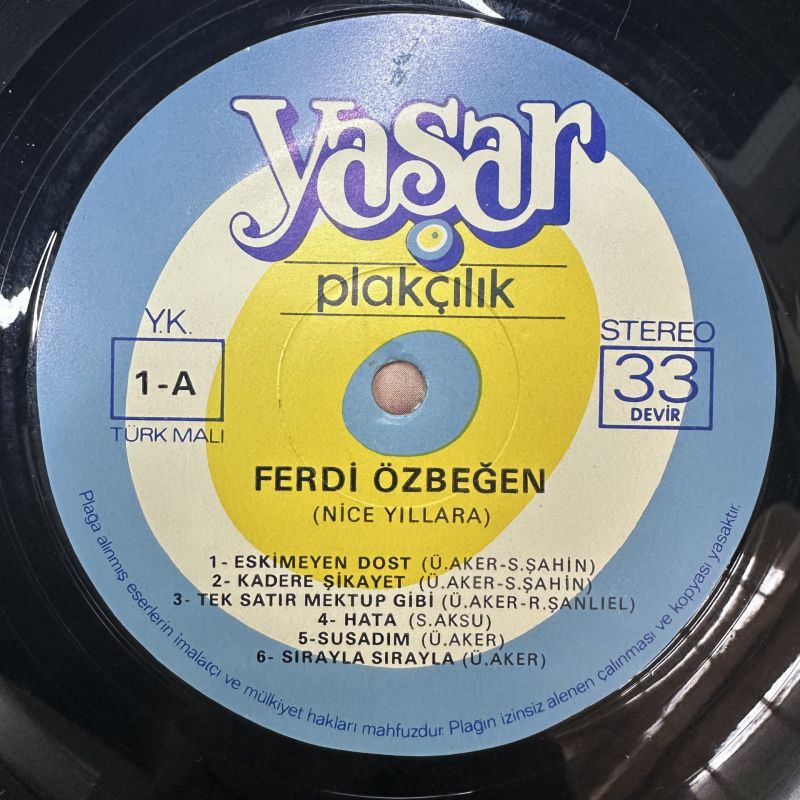 yaşar
plakçılık
Y.K.
1-A
TÜRK MALI
STEREO
33
DEVİR
FERDİ ÖZBEĞEN
(NİCE YILLARA)
1- ESKİMEYEN DOST (Ü.AKER-S.ŞAHİN)
2- KADERE ŞİKAYET (Ü.AKER-S.ŞAHİN)
3- TEK SATIR MEKTUP GİBİ (Ü.AKER-R.ŞANLIEL)
4- HATA (S.AKSU)
5-SUSADIM (Ü.AKER)
6- SIRAYLA SIRAYLA (Ü.AKER)
Plağa alınmış eserlerin imalatçı ve mülkiyet hakları mahfuzdur. Plağın izinsiz alenen çalınması ve kopyası yasaktır.